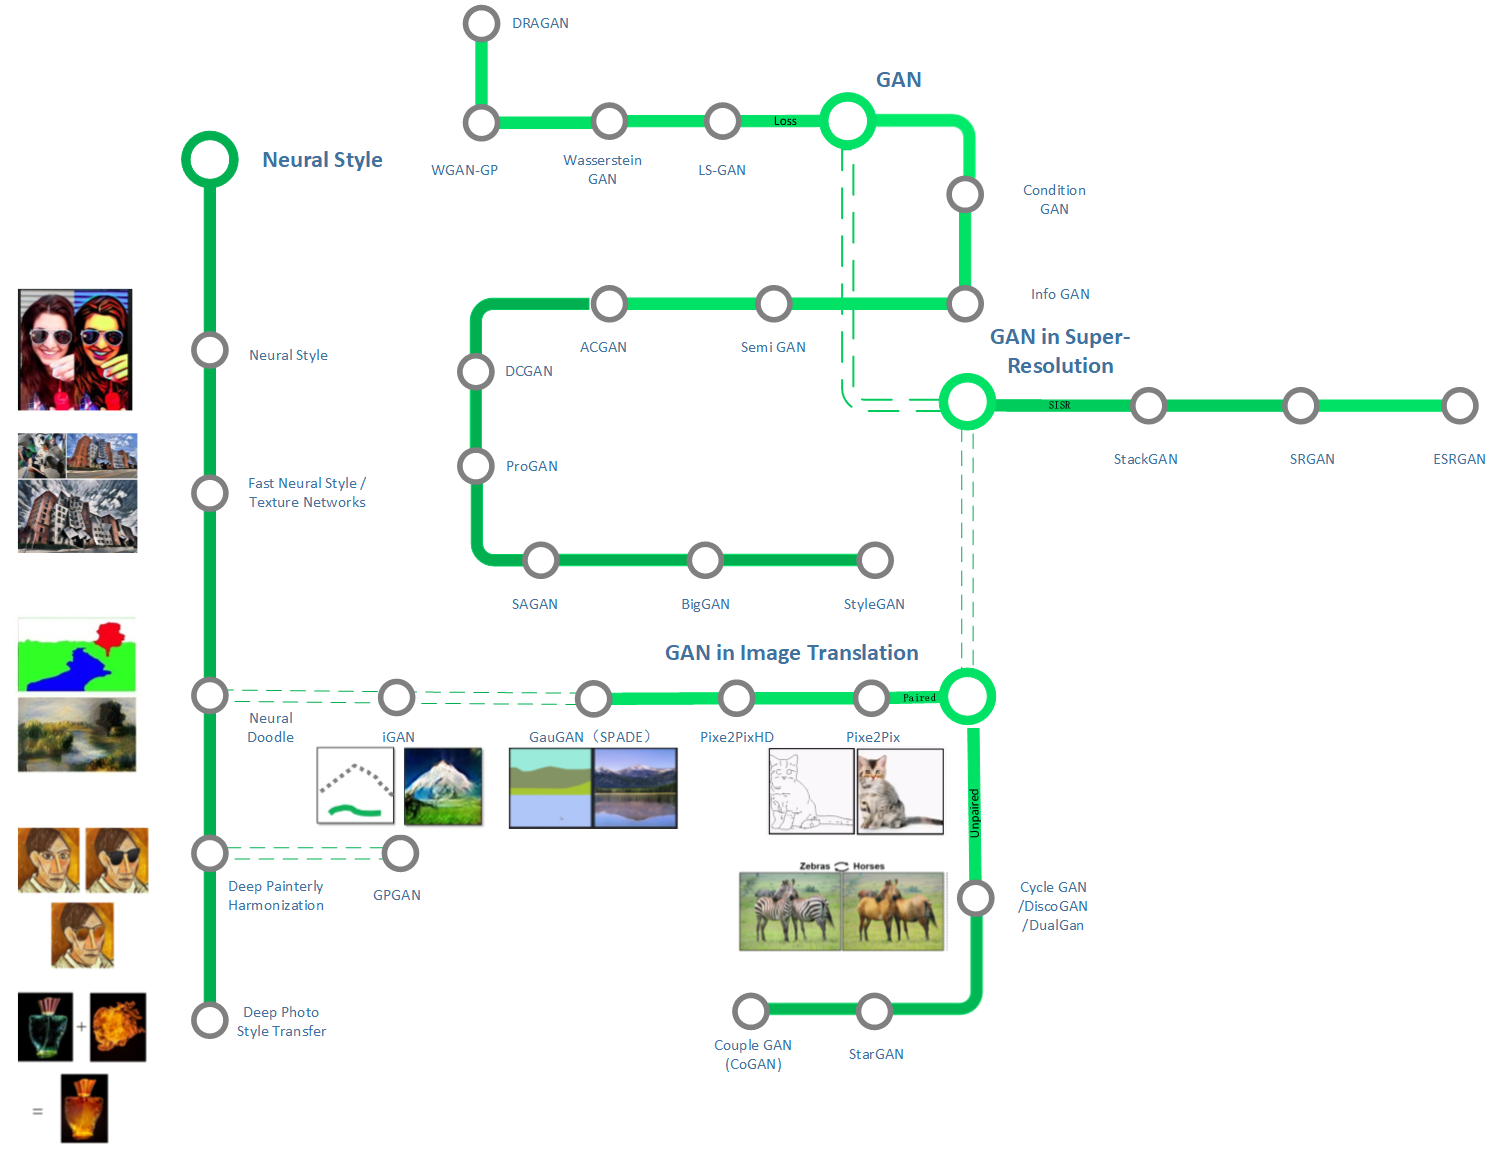 DRAGAN
GAN
Loss
WGAN-GP
Wasserstein
GAN
LS-GAN
Neural Style
Condition
GAN
Info GAN
ACGAN
Semi GAN
GAN in Super-
Resolution
Neural Style
DCGAN
SISR
StackGAN
SRGAN
ESRGAN
ProGAN
Fast Neural Style /
Texture Networks
SAGAN
BigGAN
StyleGAN
GAN in Image Translation
Paired
Neural
Doodle
iGAN
GauGAN（SPADE）
Pixe2PixHD
Pixe2Pix
Unpaired
Zebras
Horses
Deep Painterly
Harmonization
GPGAN
Cycle GAN
/DiscoGAN
/DualGan
Deep Photo
Style Transfer
+
=
Couple GAN
(CoGAN)
StarGAN